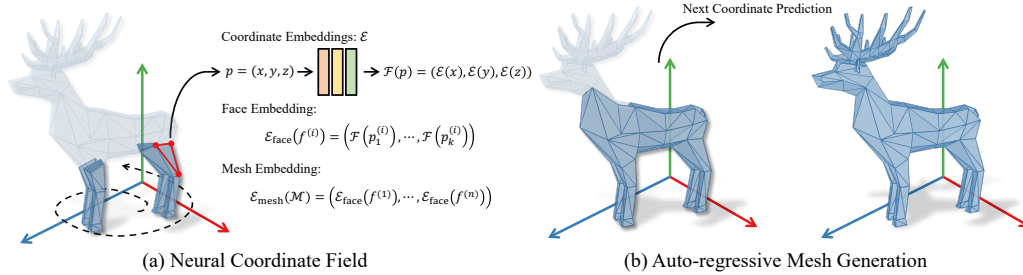 Coordinate Embeddings: ℰ
p = (x, y, z)
ℱ(p) = (ℰ(x), ℰ(y), ℰ(z))
Face Embedding:
ℰ_face(f^(i)) = (ℱ(p_1^(i)), ⋯, ℱ(p_k^(i)))
Mesh Embedding:
ℰ_mesh(ℳ) = (ℰ_face(f^(1)), ⋯, ℰ_face(f^(n)))
(a) Neural Coordinate Field
Next Coordinate Prediction
(b) Auto-regressive Mesh Generation